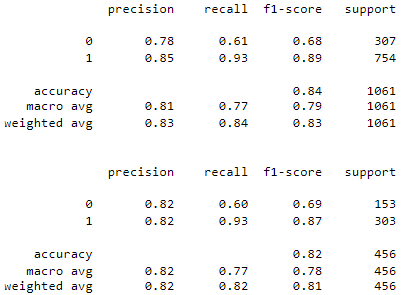 precision recall f1-score support
0 0.78 0.61 0.68 307
1 0.85 0.93 0.89 754
accuracy 0.84 1061
macro avg 0.81 0.77 0.79 1061
weighted avg 0.83 0.84 0.83 1061
precision recall f1-score support
0 0.82 0.60 0.69 153
1 0.82 0.93 0.87 303
accuracy 0.82 456
macro avg 0.82 0.77 0.78 456
weighted avg 0.82 0.82 0.81 456